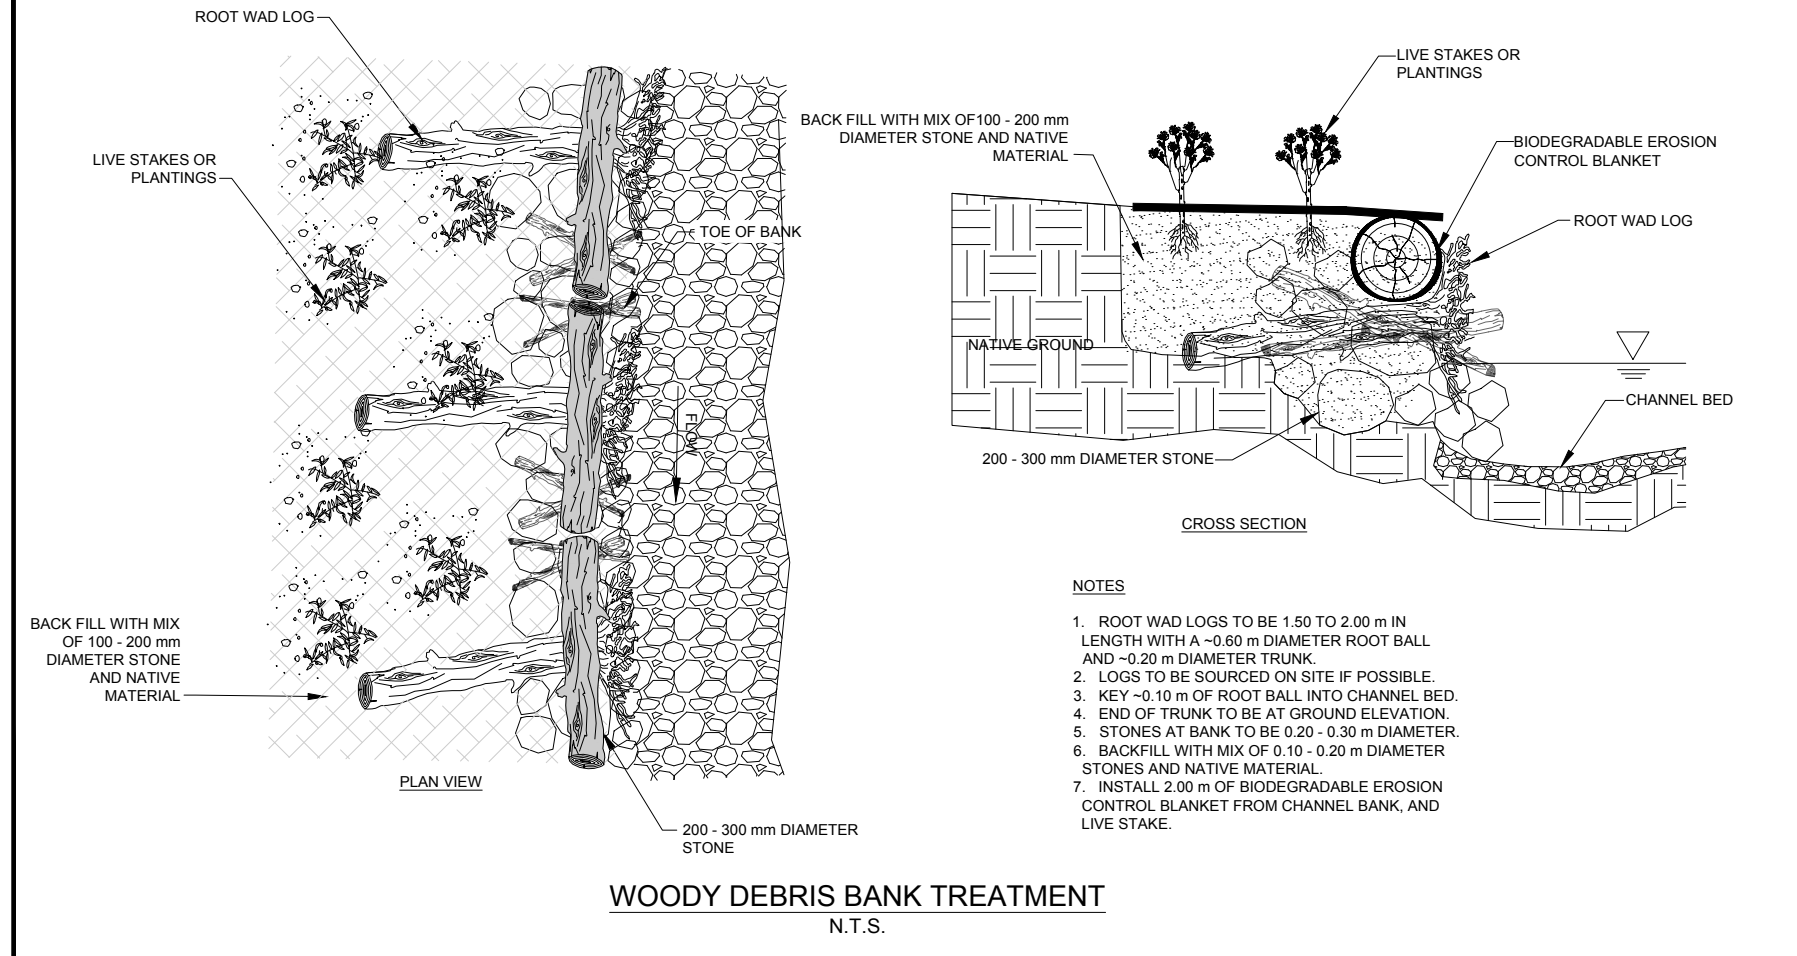 ROOT WAD LOG
LIVE STAKES OR
PLANTINGS
TOE OF BANK
FLOW
BACK FILL WITH MIX
OF 100 - 200 mm
DIAMETER STONE
AND NATIVE
MATERIAL
PLAN VIEW
200 - 300 mm DIAMETER
STONE
LIVE STAKES OR
PLANTINGS
BACK FILL WITH MIX OF100 - 200 mm
DIAMETER STONE AND NATIVE
MATERIAL
BIODEGRADABLE EROSION
CONTROL BLANKET
ROOT WAD LOG
NATIVE GROUND
CHANNEL BED
200 - 300 mm DIAMETER STONE
CROSS SECTION
NOTES
1. ROOT WAD LOGS TO BE 1.50 TO 2.00 m IN
LENGTH WITH A ~0.60 m DIAMETER ROOT BALL
AND ~0.20 m DIAMETER TRUNK.
2. LOGS TO BE SOURCED ON SITE IF POSSIBLE.
3. KEY ~0.10 m OF ROOT BALL INTO CHANNEL BED.
4. END OF TRUNK TO BE AT GROUND ELEVATION.
5. STONES AT BANK TO BE 0.20 - 0.30 m DIAMETER.
6. BACKFILL WITH MIX OF 0.10 - 0.20 m DIAMETER
STONES AND NATIVE MATERIAL.
7. INSTALL 2.00 m OF BIODEGRADABLE EROSION
CONTROL BLANKET FROM CHANNEL BANK, AND
LIVE STAKE.
WOODY DEBRIS BANK TREATMENT
N.T.S.